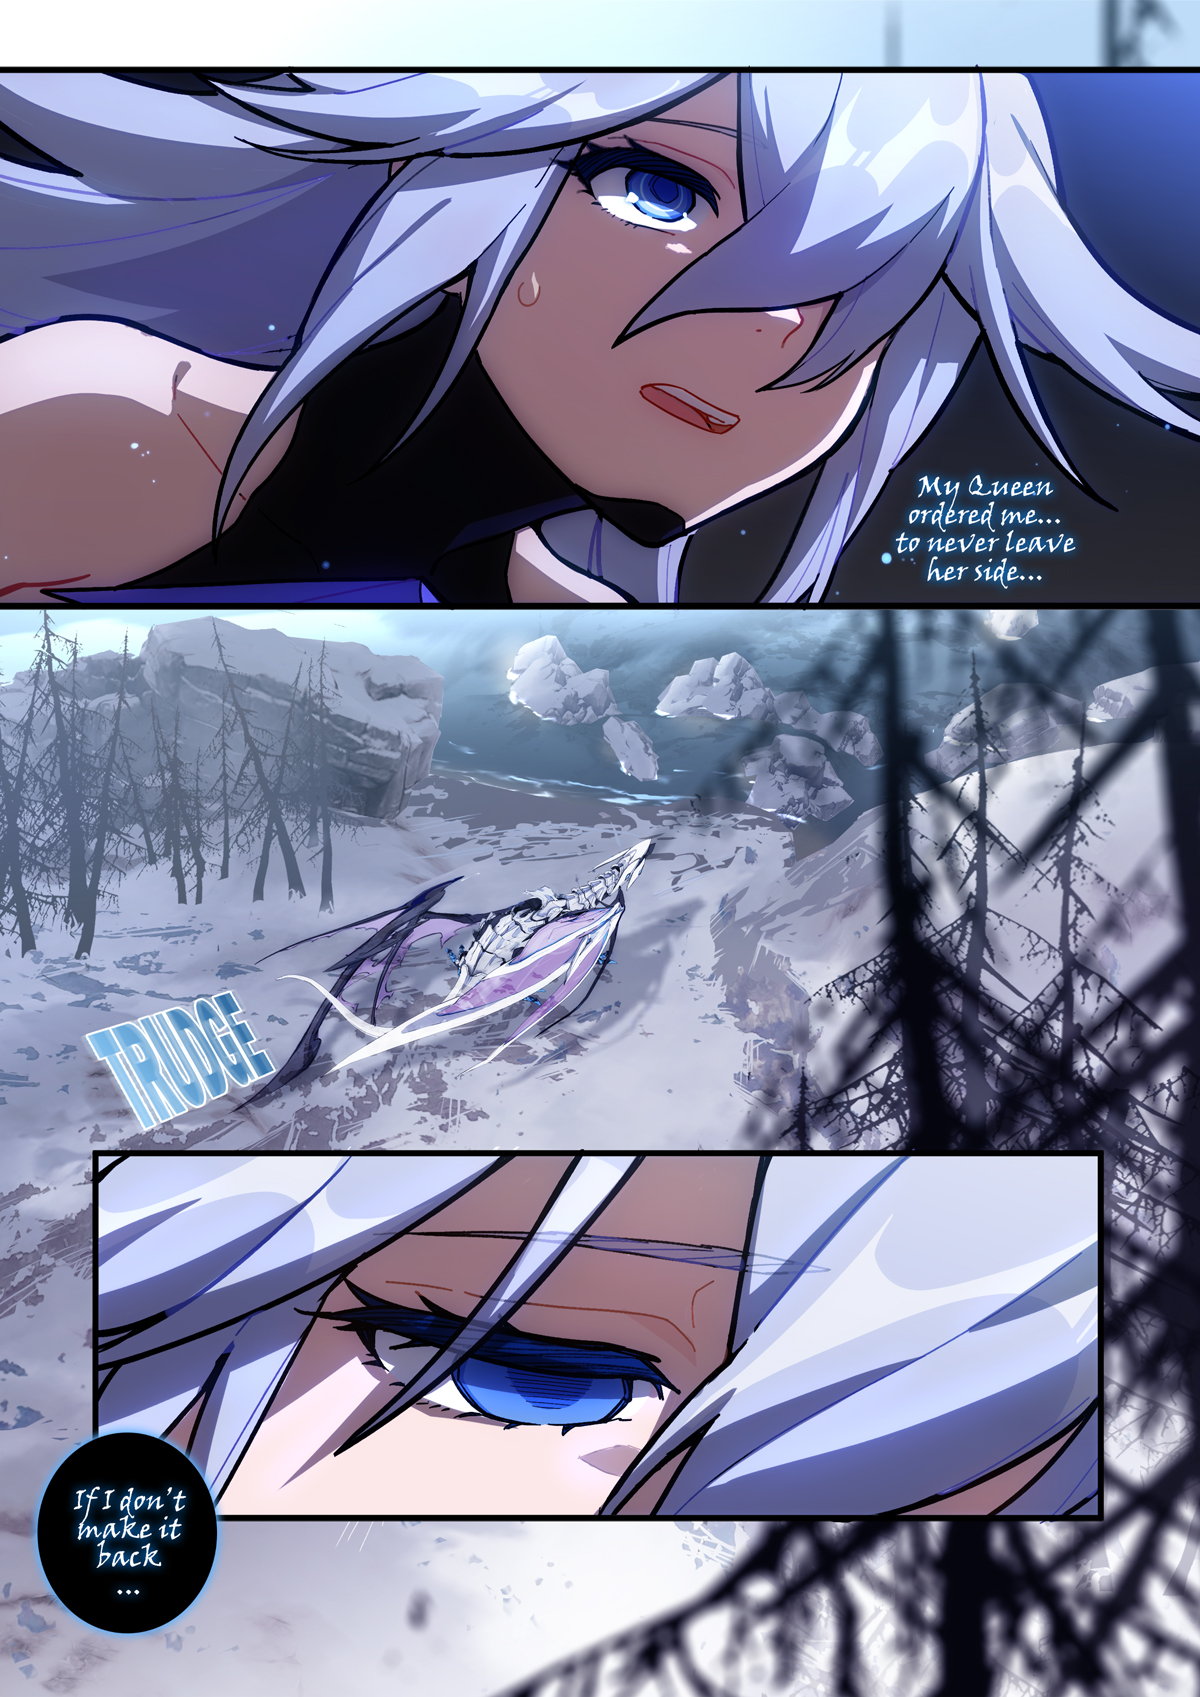 My Queen
ordered me...
to never leave
her side...
TRUDGE
If I don't
make it
back
...